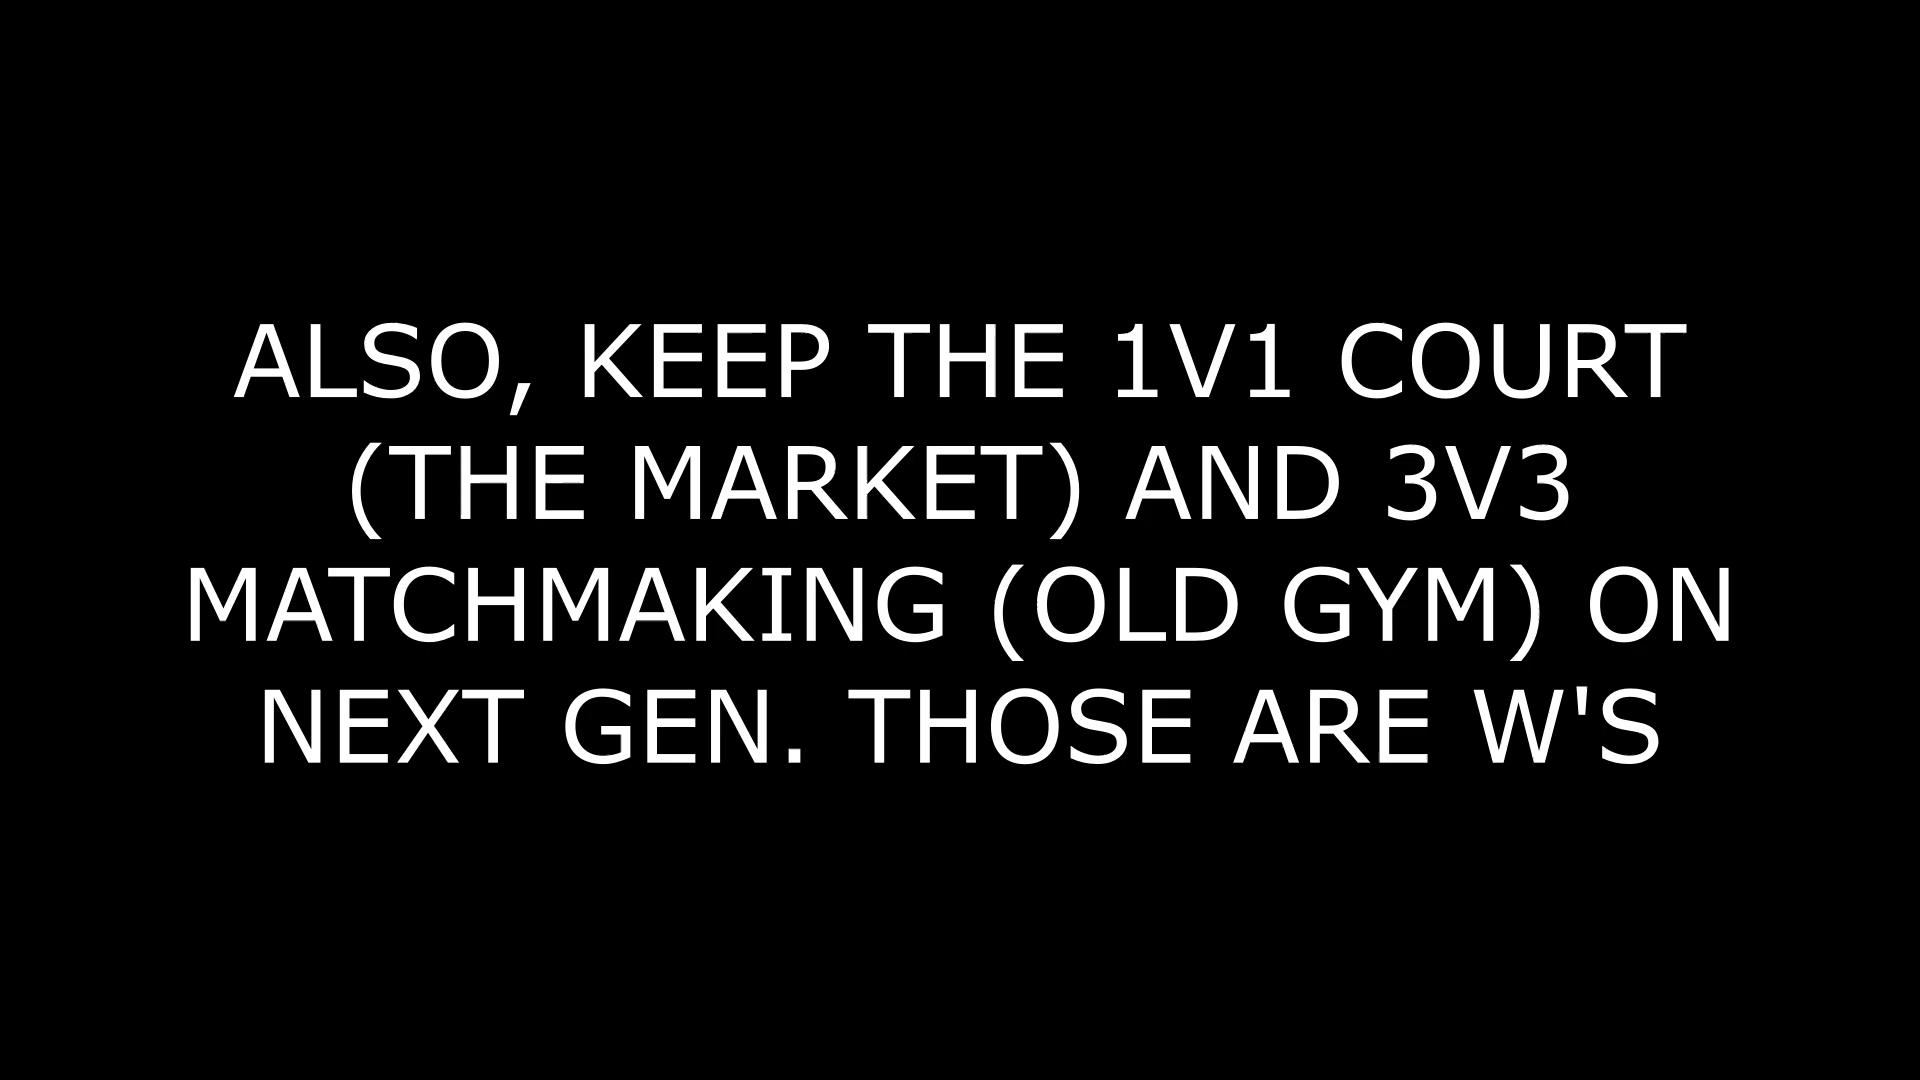 ALSO, KEEP THE 1V1 COURT
(THE MARKET) AND 3V3
MATCHMAKING (OLD GYM) ON
NEXT GEN. THOSE ARE W'S